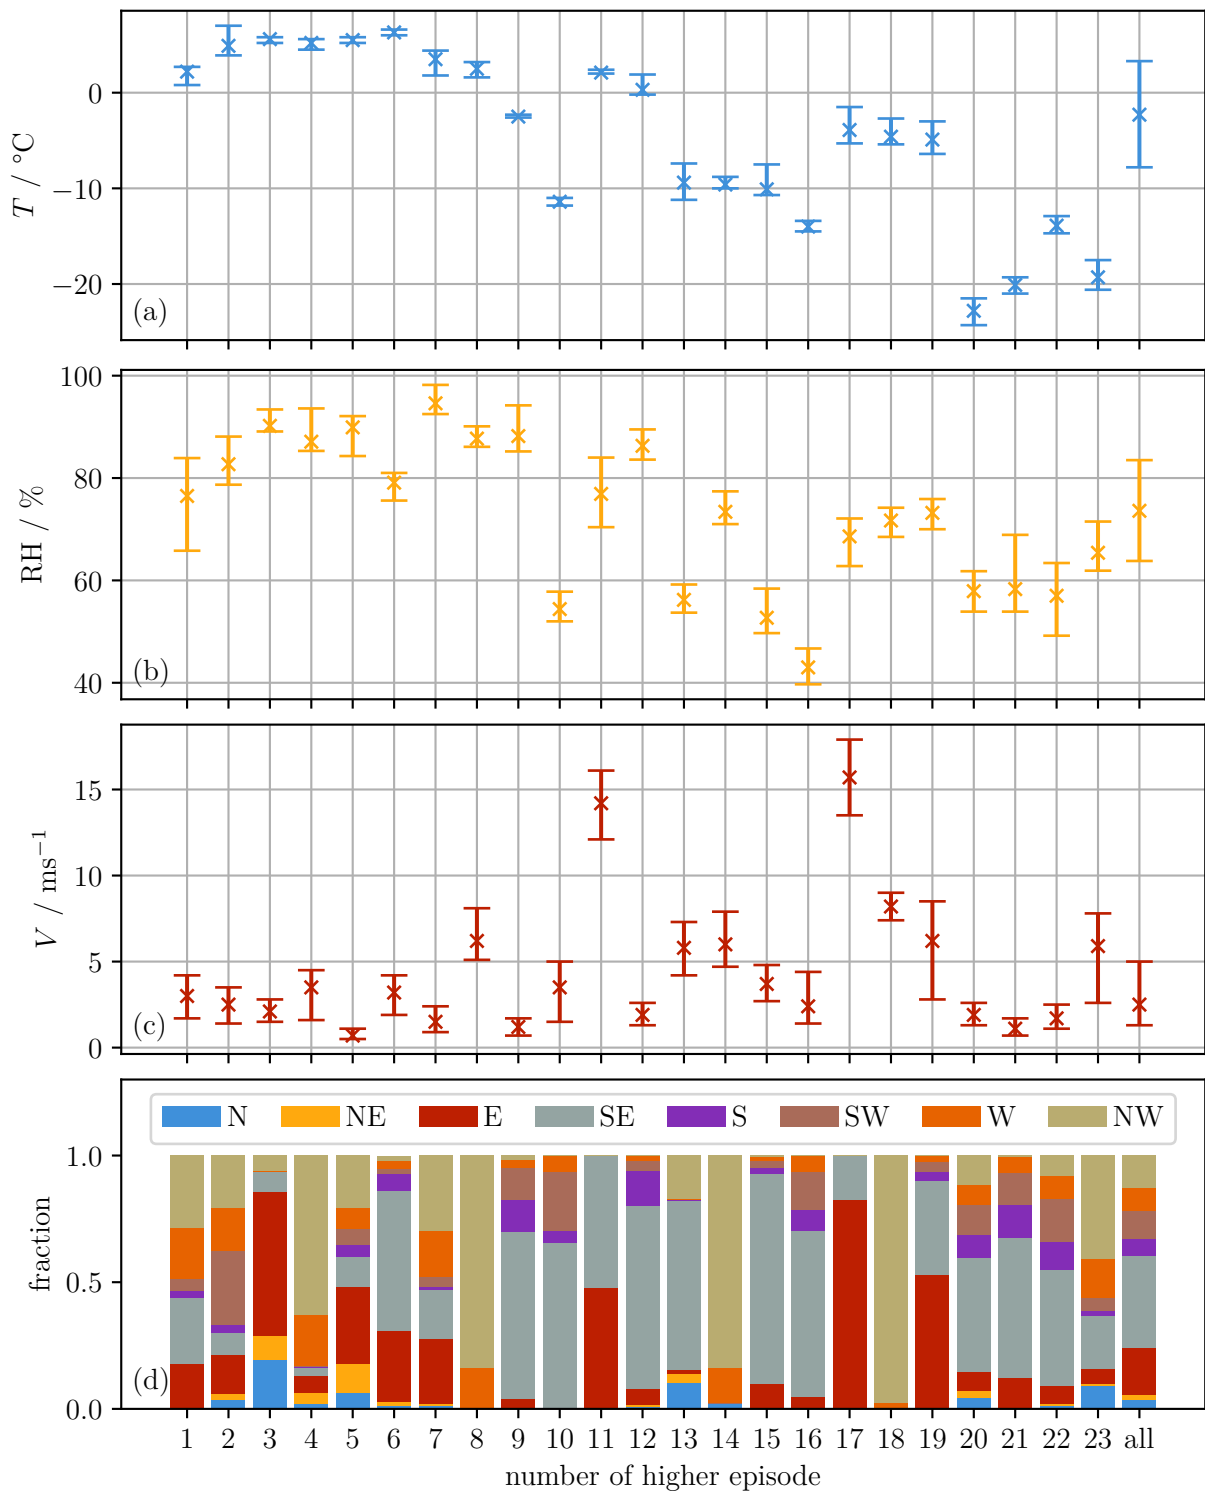 0
−10
−20
T / °C
(a)
100
80
60
40
RH / %
(b)
15
10
5
0
V / ms⁻¹
(c)
N NE E SE S SW W NW
1.0
0.5
0.0
fraction
(d)
1 2 3 4 5 6 7 8 9 10 11 12 13 14 15 16 17 18 19 20 21 22 23 all
number of higher episode